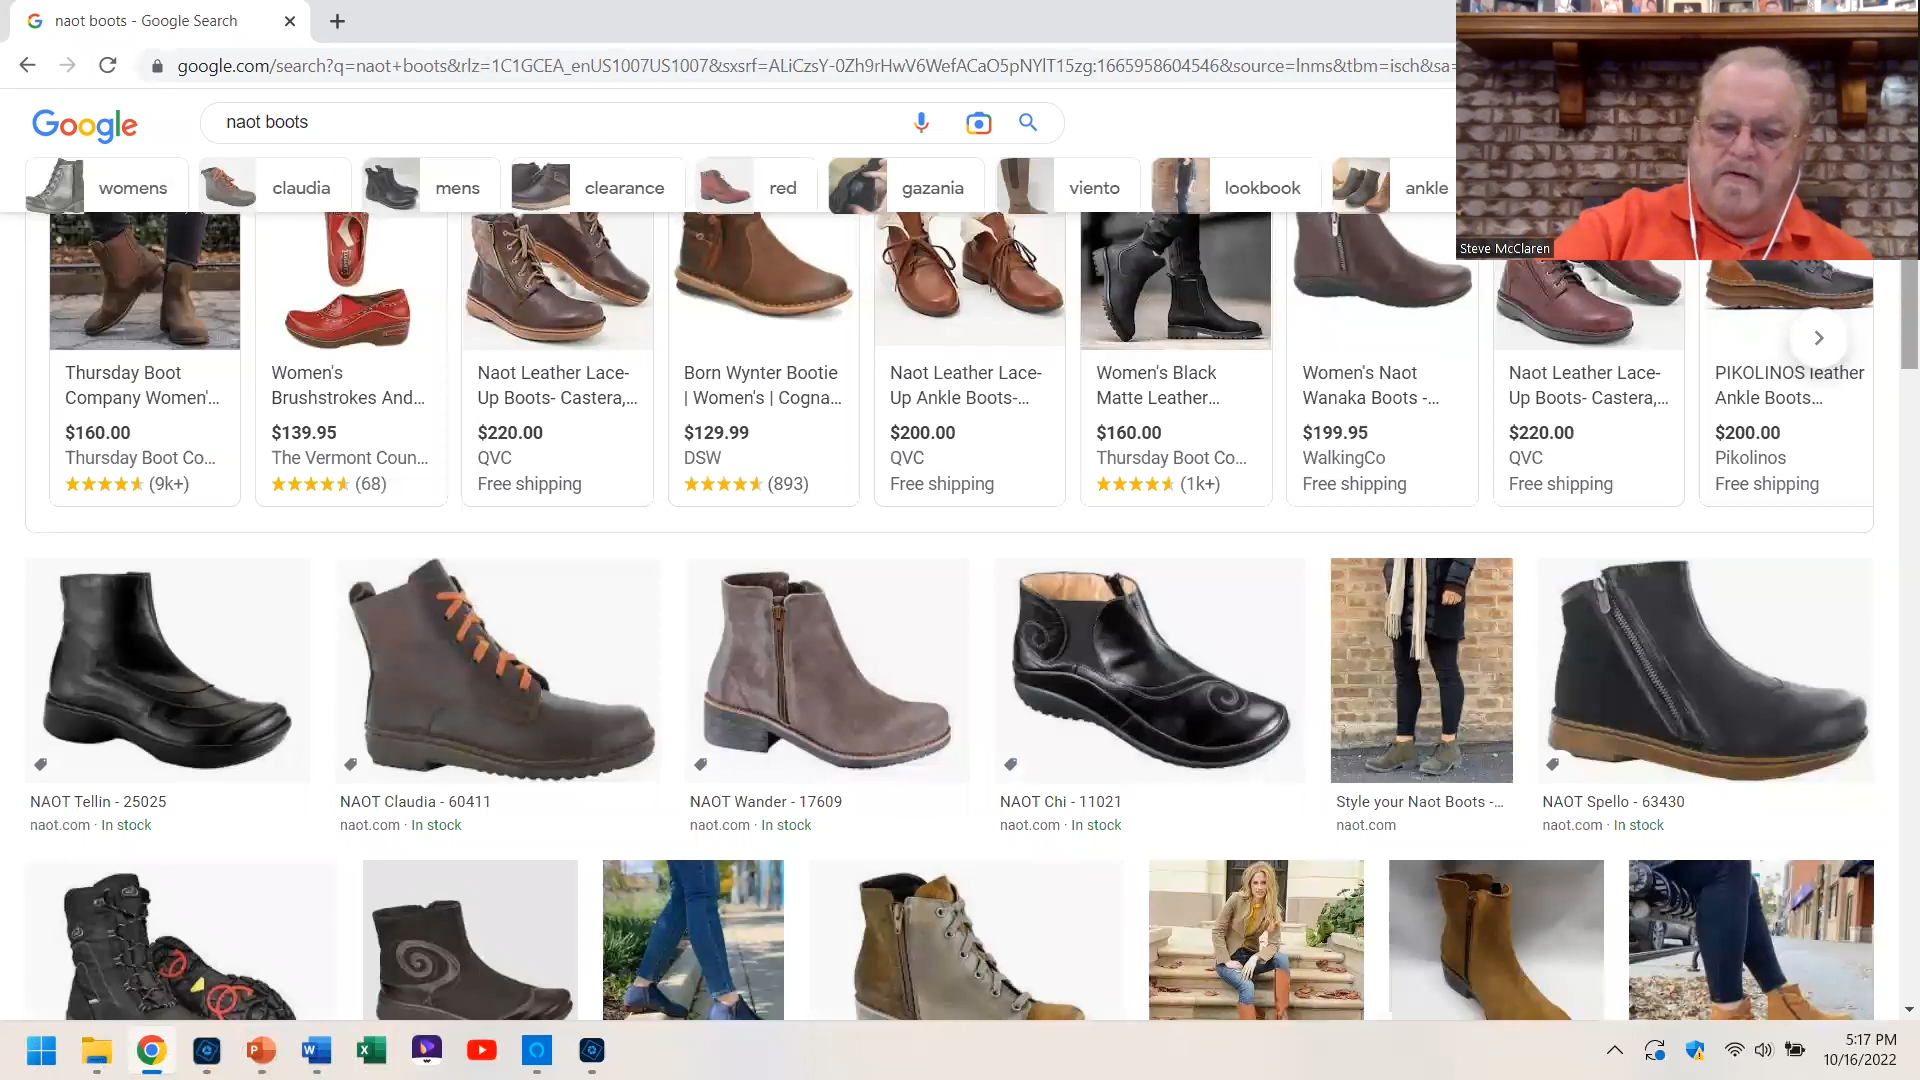 naot boots - Google Search
google.com/search?q=naot+boots&rlz=1C1GCEA_enUS1007US1007&sxsrf=ALiCzsY-0Zh9rHwV6WefACaO5pNYlT15zg:1665958604546&source=lnms&tbm=isch&sa=
Google
naot boots
womens
claudia
mens
clearance
red
gazania
viento
lookbook
ankle
Steve McClaren
Thursday Boot
Company Women'...
$160.00
Thursday Boot Co...
(9k+)
Women's
Brushstrokes And...
$139.95
The Vermont Coun...
(68)
Naot Leather Lace-
Up Boots- Castera,...
$220.00
QVC
Free shipping
Born Wynter Bootie
| Women's | Cogna...
$129.99
DSW
(893)
Naot Leather Lace-
Up Ankle Boots-...
$200.00
QVC
Free shipping
Women's Black
Matte Leather...
$160.00
Thursday Boot Co...
(1k+)
Women's Naot
Wanaka Boots -...
$199.95
WalkingCo
Free shipping
Naot Leather Lace-
Up Boots- Castera,...
$220.00
QVC
Free shipping
PIKOLINOS leather
Ankle Boots...
$200.00
Pikolinos
Free shipping
NAOT Tellin - 25025
naot.com · In stock
NAOT Claudia - 60411
naot.com · In stock
NAOT Wander - 17609
naot.com · In stock
NAOT Chi - 11021
naot.com · In stock
Style your Naot Boots -...
naot.com
NAOT Spello - 63430
naot.com · In stock
5:17 PM
10/16/2022